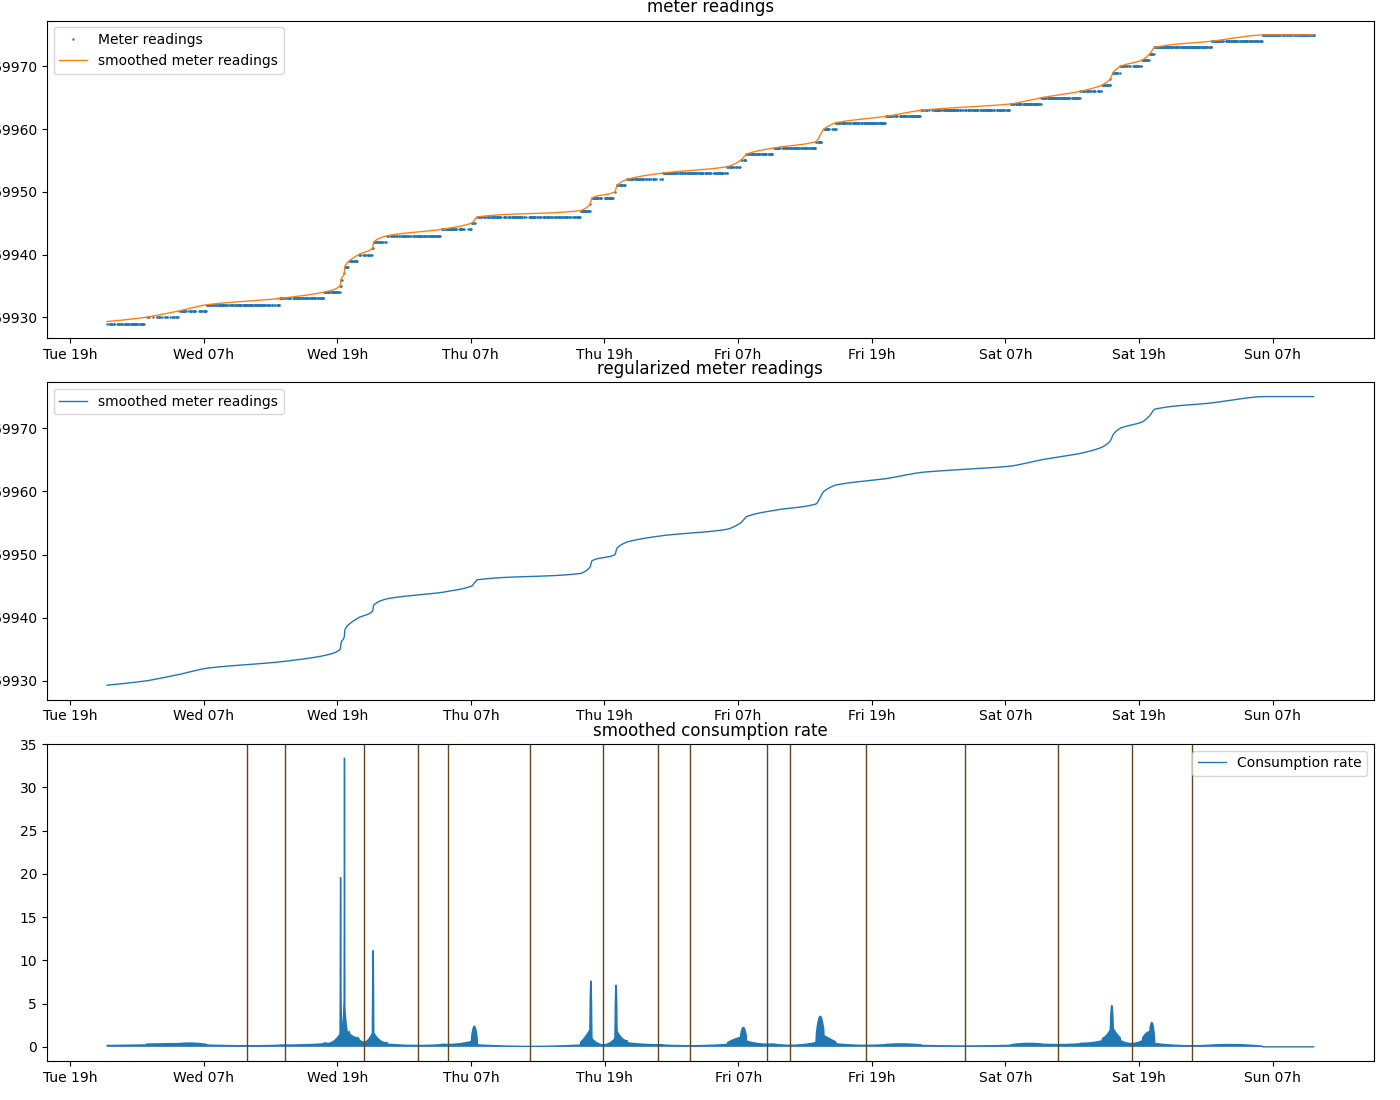 meter readings
Meter readings
smoothed meter readings
9970
9960
9950
9940
9930
Tue 19h Wed 07h Wed 19h Thu 07h Thu 19h Fri 07h Fri 19h Sat 07h Sat 19h Sun 07h
regularized meter readings
smoothed meter readings
9970
9960
9950
9940
9930
Tue 19h Wed 07h Wed 19h Thu 07h Thu 19h Fri 07h Fri 19h Sat 07h Sat 19h Sun 07h
smoothed consumption rate
Consumption rate
35
30
25
20
15
10
5
0
Tue 19h Wed 07h Wed 19h Thu 07h Thu 19h Fri 07h Fri 19h Sat 07h Sat 19h Sun 07h